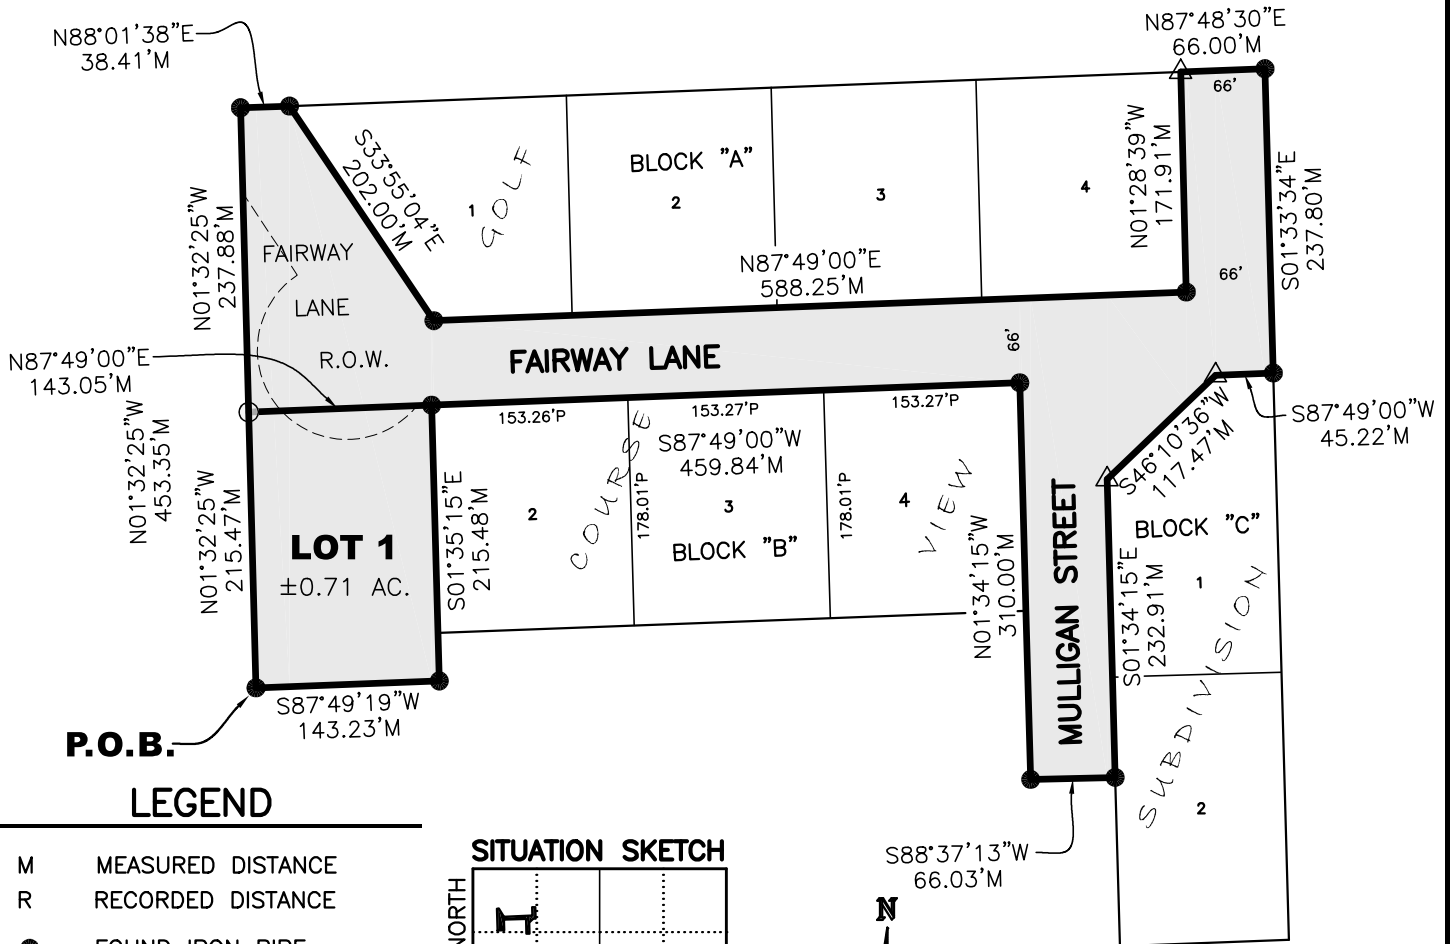 N88°01'38"E
38.41'M
N87°48'30"E
66.00'M
66'
S33°55'04"E
202.00'M
BLOCK "A"
1
2
3
4
GOLF
N01°28'39"W
171.91'M
S01°33'34"E
237.80'M
N01°32'25"W
237.88'M
FAIRWAY
LANE
R.O.W.
N87°49'00"E
588.25'M
66'
66'
FAIRWAY LANE
N87°49'00"E
143.05'M
153.26'P
153.27'P
153.27'P
S87°49'00"W
459.84'M
S87°49'00"W
45.22'M
S46°10'36"W
117.47'M
N01°32'25"W
453.35'M
N01°32'25"W
215.47'M
LOT 1
±0.71 AC.
S01°35'15"E
215.48'M
2
COURSE
178.01'P
3
BLOCK "B"
178.01'P
4
VIEW
N01°34'15"W
310.00'M
MULLIGAN STREET
BLOCK "C"
1
S01°34'15"E
232.91'M
SUBDIVISION
2
S87°49'19"W
143.23'M
P.O.B.
S88°37'13"W
66.03'M
N
LEGEND
M MEASURED DISTANCE
R RECORDED DISTANCE
FOUND IRON PIPE
SITUATION SKETCH
NORTH